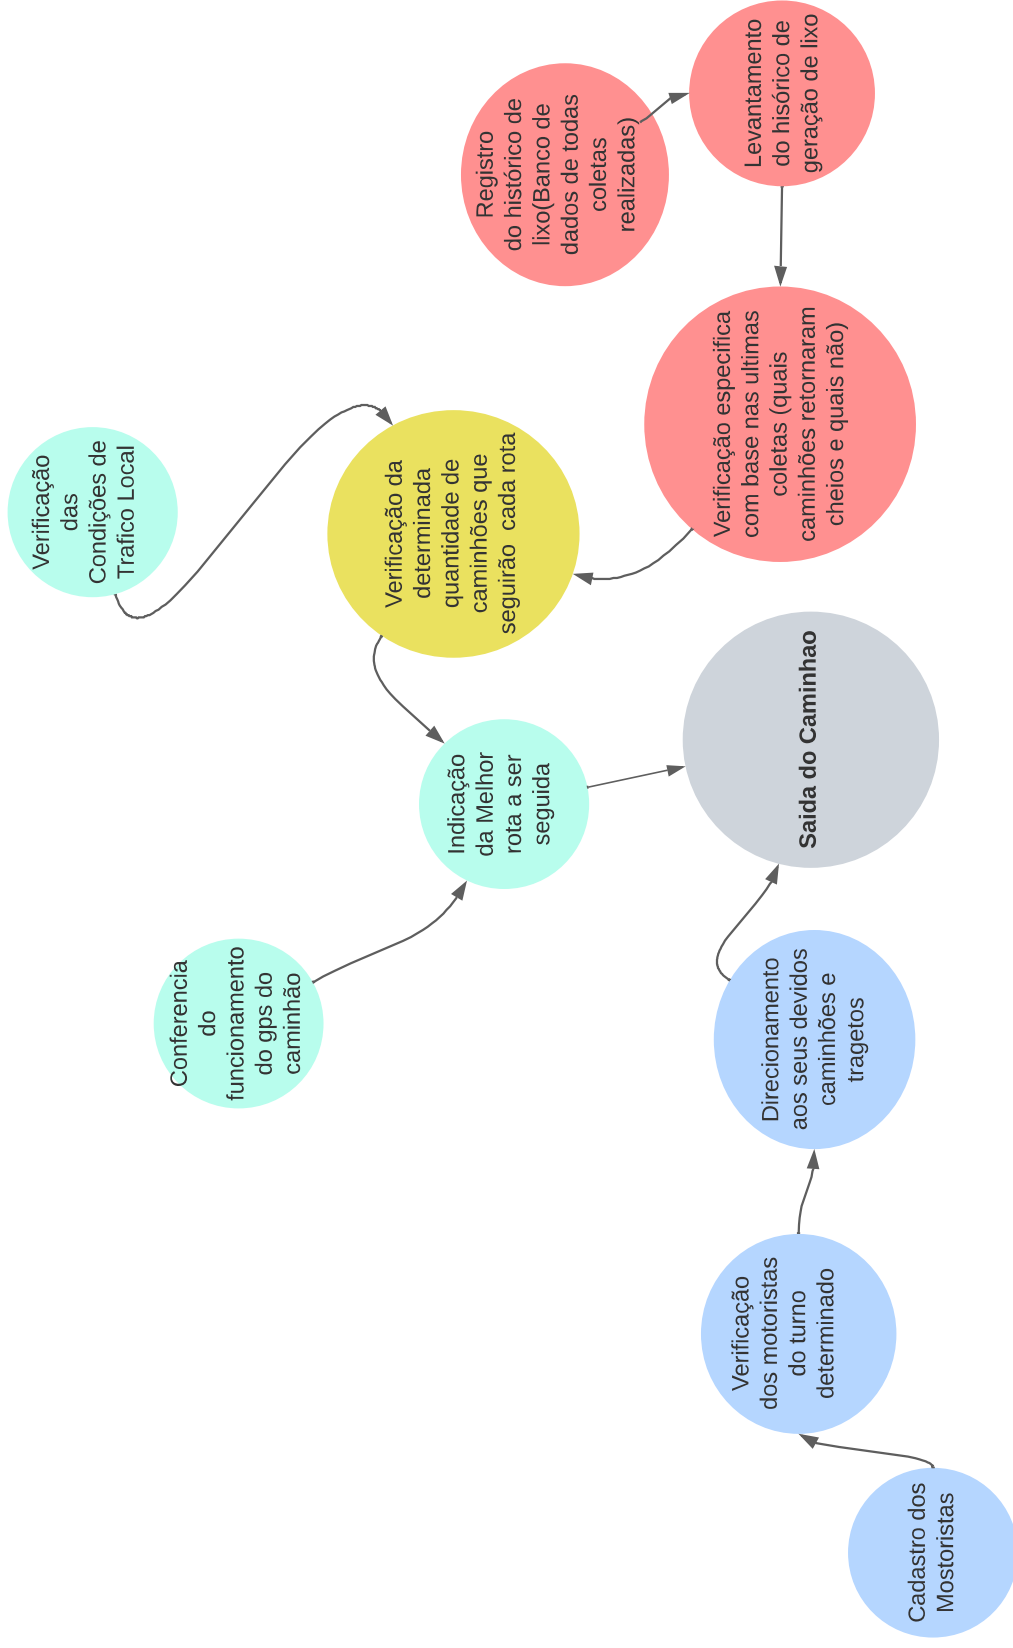 Cadastro dos
Mostoristas
Verificação
dos motoristas
do turno
determinado
Direcionamento
aos seus devidos
caminhões e
tragetos
Saida do Caminhao
Conferencia
do
funcionamento
do gps do
caminhão
Indicação
da Melhor
rota a ser
seguida
Verificação
das
Condições de
Trafico Local
Verificação da
determinada
quantidade de
caminhões que
seguirão cada rota
Verificação especifica
com base nas ultimas
coletas (quais
caminhões retornaram
cheios e quais não)
Registro
do histórico de
lixo(Banco de
dados de todas
coletas
realizadas)
Levantamento
do hisórico de
geração de lixo